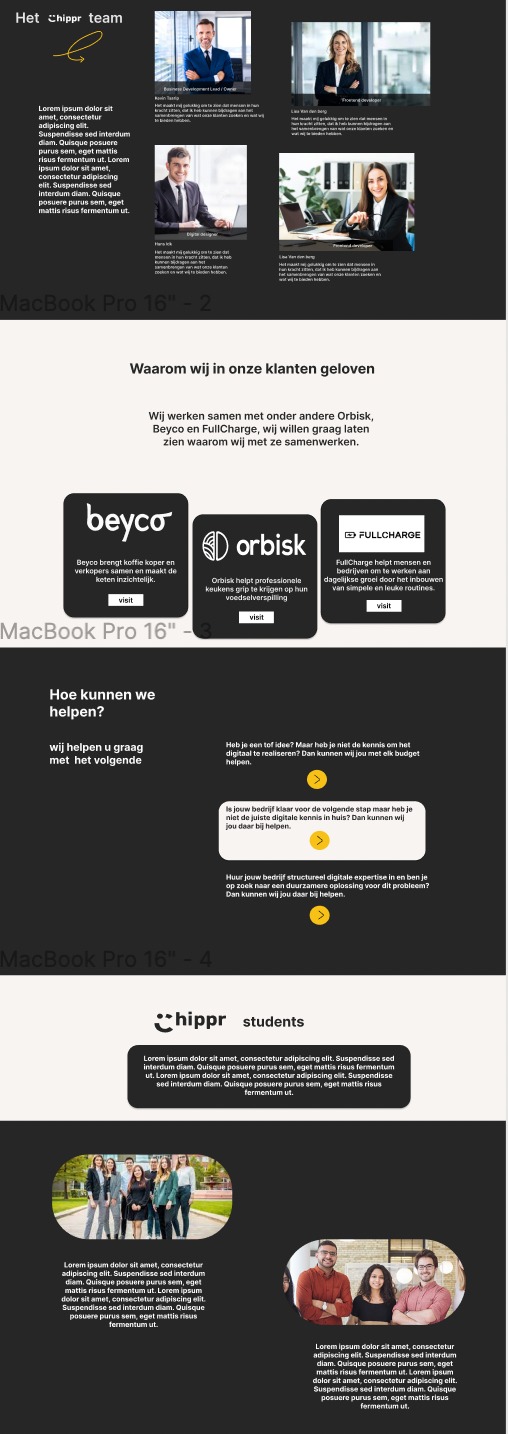 Het chippr team
Lorem ipsum dolor sit
amet, consectetur
adipiscing elit.
Suspendisse sed interdum
diam. Quisque posuere
purus sem, eget mattis
risus fermentum ut. Lorem
ipsum dolor sit amet,
consectetur adipiscing
elit. Suspendisse sed
interdum diam. Quisque
posuere purus sem, eget
mattis risus fermentum ut.
Business Development Lead / Owner
Kevin Tsarip
Het maakt mij gelukkig om te zien dat mensen in hun
kracht zitten, dat ik heb kunnen bijdragen aan het
samenbrengen van wat onze klanten zoeken en wat wij
te bieden hebben.
Frontend developer
Lisa Van den berg
Het maakt mij gelukkig om te zien dat mensen in
hun kracht zitten, dat ik heb kunnen bijdragen aan
het samenbrengen van wat onze klanten zoeken en
wat wij te bieden hebben.
Digital designer
Hans kik
Het maakt mij gelukkig om te zien dat
mensen in hun kracht zitten, dat ik heb
kunnen bijdragen aan het
samenbrengen van wat onze klanten
zoeken en wat wij te bieden hebben.
Frontend developer
Lisa Van den berg
Het maakt mij gelukkig om te zien dat mensen in
hun kracht zitten, dat ik heb kunnen bijdragen aan
het samenbrengen van wat onze klanten zoeken en
wat wij te bieden hebben.
MacBook Pro 16" - 2
Waarom wij in onze klanten geloven
Wij werken samen met onder andere Orbisk,
Beyco en FullCharge, wij willen graag laten
zien waarom wij met ze samenwerken.
beyco
Beyco brengt koffie koper en
verkopers samen en maakt de
keten inzichtelijk.
visit
orbisk
Orbisk helpt professionele
keukens grip te krijgen op hun
voedselverspilling
visit
FULLCHARGE
FullCharge helpt mensen en
bedrijven om te werken aan
dagelijkse groei door het inbouwen
van simpele en leuke routines.
visit
MacBook Pro 16" - 3
Hoe kunnen we
helpen?
wij helpen u graag
met het volgende
Heb je een tof idee? Maar heb je niet de kennis om het
digitaal te realiseren? Dan kunnen wij jou met elk budget
helpen.
Is jouw bedrijf klaar voor de volgende stap maar heb je
niet de juiste digitale kennis in huis? Dan kunnen wij
jou daar bij helpen.
Huur jouw bedrijf structureel digitale expertise in en ben je
op zoek naar een duurzamere oplossing voor dit probleem?
Dan kunnen wij jou daar bij helpen.
MacBook Pro 16" - 4
chippr students
Lorem ipsum dolor sit amet, consectetur adipiscing elit. Suspendisse sed
interdum diam. Quisque posuere purus sem, eget mattis risus fermentum
ut. Lorem ipsum dolor sit amet, consectetur adipiscing elit. Suspendisse
sed interdum diam. Quisque posuere purus sem, eget mattis risus
fermentum ut.
Lorem ipsum dolor sit amet, consectetur
adipiscing elit. Suspendisse sed interdum
diam. Quisque posuere purus sem, eget
mattis risus fermentum ut. Lorem ipsum
dolor sit amet, consectetur adipiscing elit.
Suspendisse sed interdum diam. Quisque
posuere purus sem, eget mattis risus
fermentum ut.
Lorem ipsum dolor sit amet, consectetur
adipiscing elit. Suspendisse sed interdum
diam. Quisque posuere purus sem, eget
mattis risus fermentum ut. Lorem ipsum
dolor sit amet, consectetur adipiscing elit.
Suspendisse sed interdum diam. Quisque
posuere purus sem, eget mattis risus
fermentum ut.